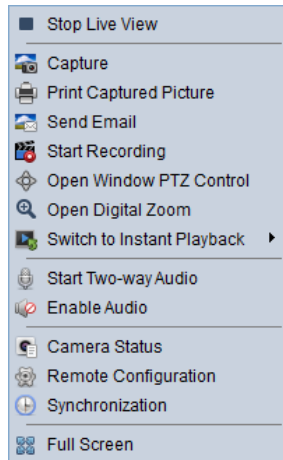 Stop Live View
Capture
Print Captured Picture
Send Email
Start Recording
Open Window PTZ Control
Open Digital Zoom
Switch to Instant Playback
Start Two-way Audio
Enable Audio
Camera Status
Remote Configuration
Synchronization
Full Screen